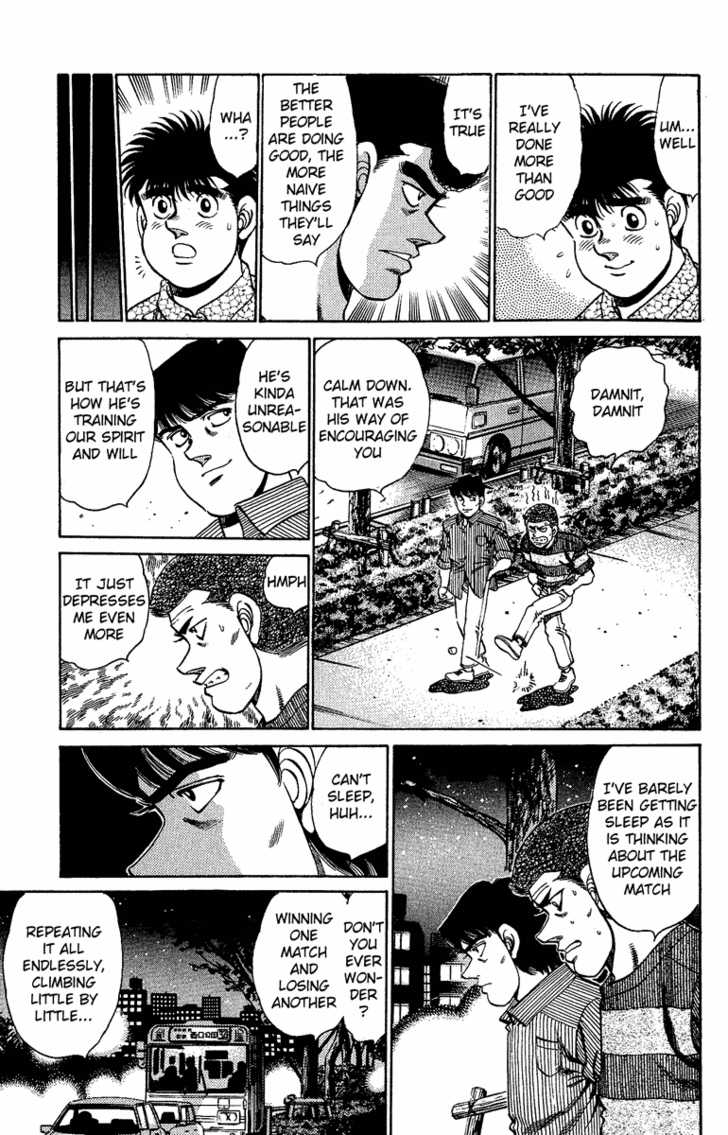 UM...
WELL
I'VE
REALLY
DONE
MORE
THAN
GOOD
IT'S
TRUE
THE
BETTER
PEOPLE
ARE DOING
GOOD, THE
MORE
NAIVE
THINGS
THEY'LL
SAY
WHA
...?
DAMNIT,
DAMNIT
CALM DOWN.
THAT WAS
HIS WAY OF
ENCOURAGING
YOU
HE'S
KINDA
UNREA-
SONABLE
BUT THAT'S
HOW HE'S
TRAINING
OUR SPIRIT
AND WILL
HMPH
IT JUST
DEPRESSES
ME EVEN
MORE
I'VE BARELY
BEEN GETTING
SLEEP AS IT
IS THINKING
ABOUT THE
UPCOMING
MATCH
CAN'T
SLEEP,
HUH...
DON'T
YOU
EVER
WON-
DER
?
WINNING
ONE
MATCH
AND
LOSING
ANOTHER
REPEATING
IT ALL
ENDLESSLY,
CLIMBING
LITTLE BY
LITTLE...